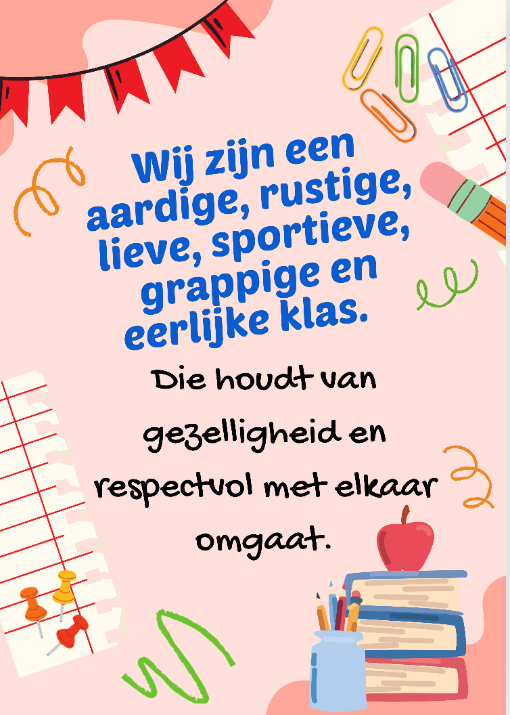 Wij zijn een
aardige, rustige,
lieve, sportieve,
grappige en
eerlijke klas.
Die houdt van
gezelligheid en
respectvol met elkaar
omgaat.